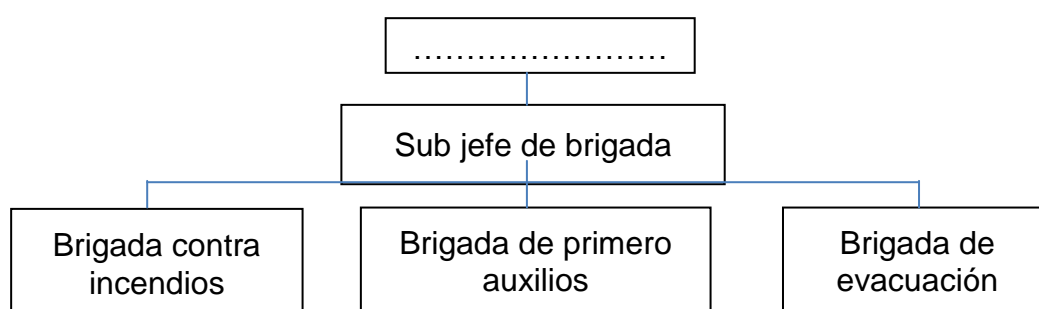 ........................
Sub jefe de brigada
Brigada contra
incendios
Brigada de primero
auxilios
Brigada de
evacuación